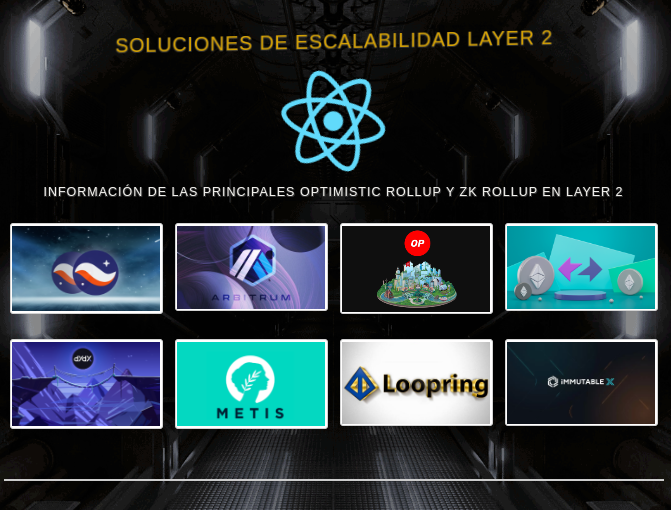 SOLUCIONES DE ESCALABILIDAD LAYER 2
INFORMACIÓN DE LAS PRINCIPALES OPTIMISTIC ROLLUP Y ZK ROLLUP EN LAYER 2
ARBITRUM
OP
dYdX
METIS
Loopring
iMMUTABLE X